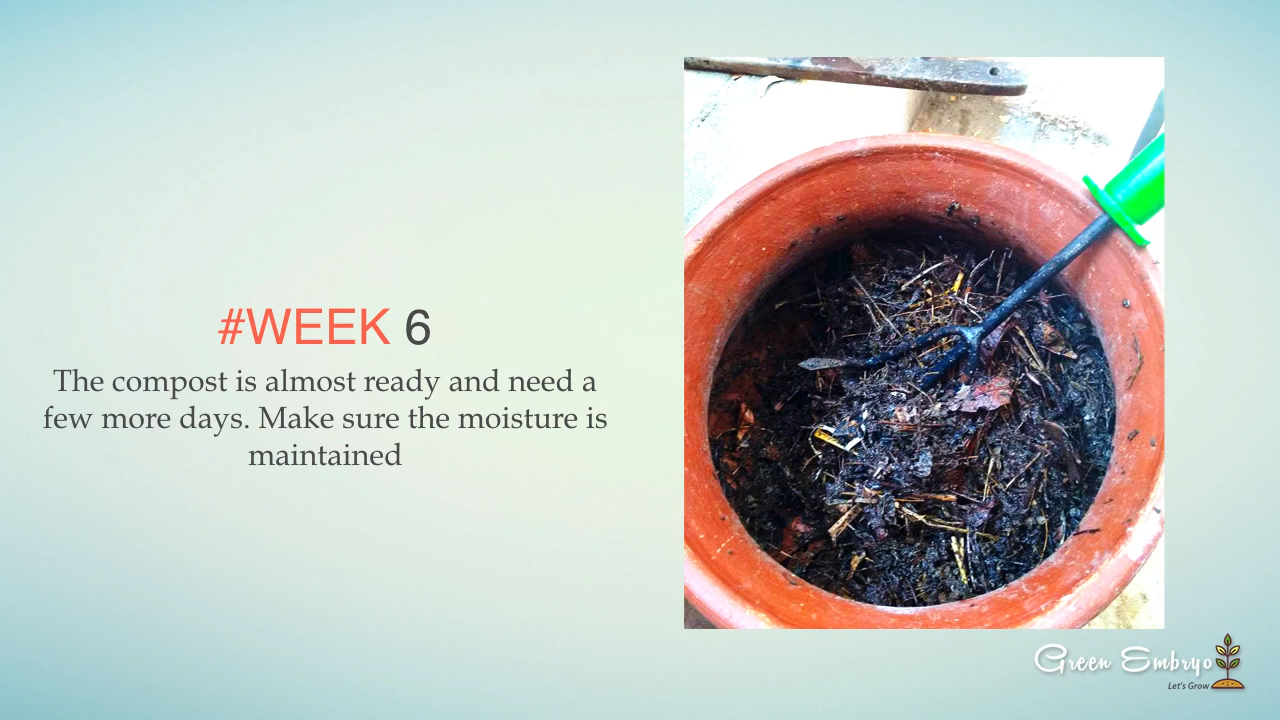 #WEEK 6
The compost is almost ready and need a
few more days. Make sure the moisture is
maintained
Green Embryo
Let's Grow